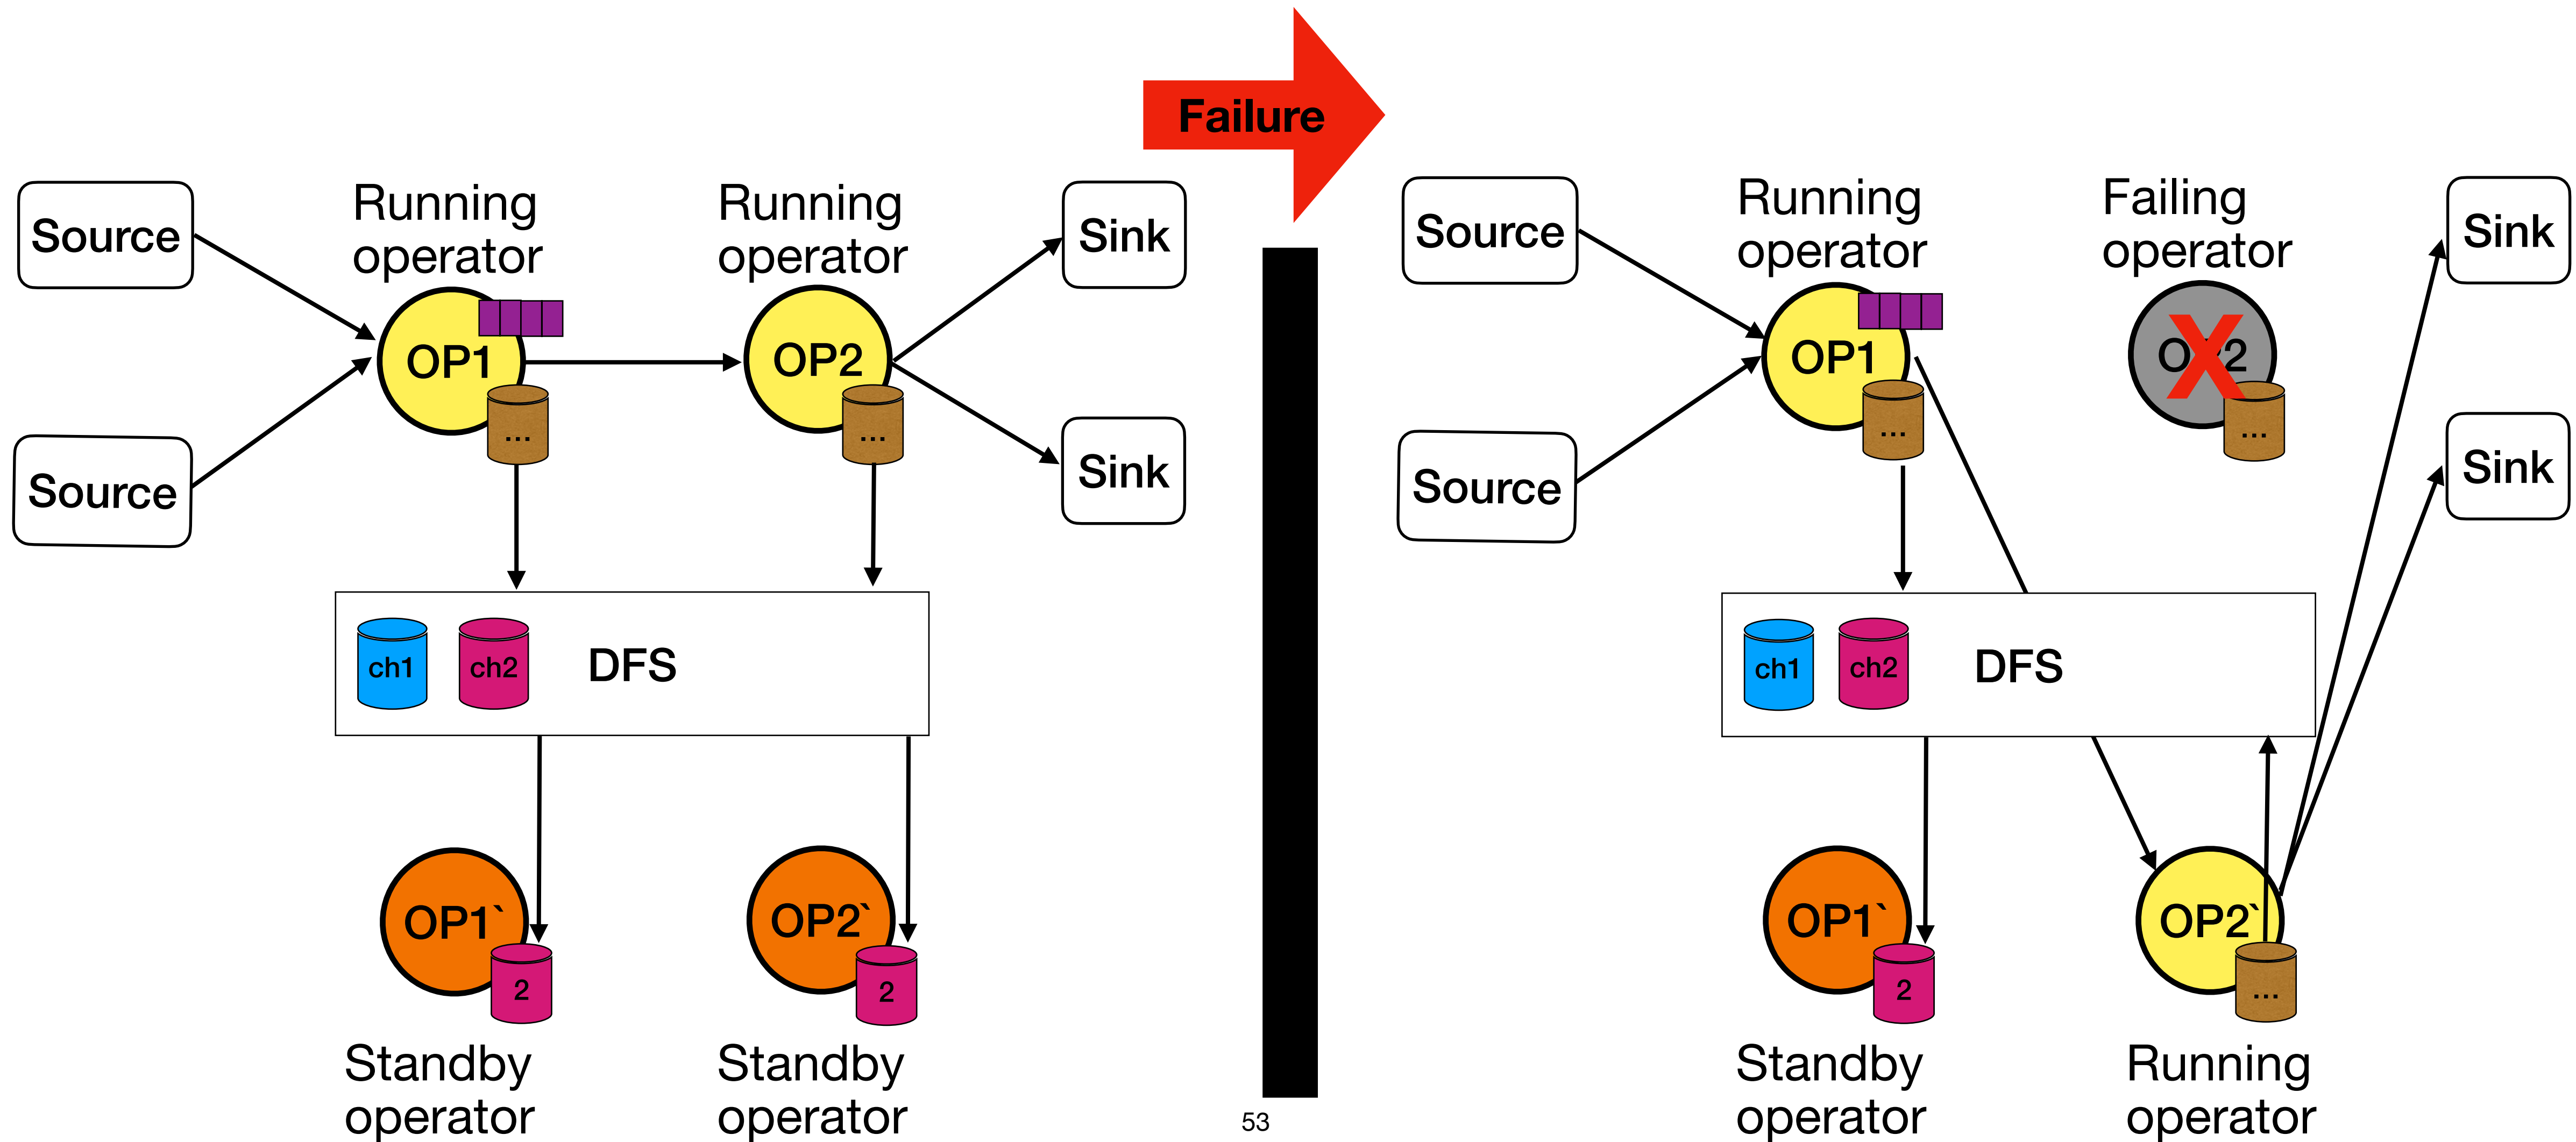 Failure
Source
Running
operator
Running
operator
Sink
OP1
OP2
...
...
Source
Sink
ch1
ch2
DFS
OP1`
OP2`
2
2
Standby
operator
Standby
operator
Source
Running
operator
Failing
operator
Sink
OP1
OP2
X
...
...
Source
Sink
ch1
ch2
DFS
OP1`
OP2`
2
...
Standby
operator
Running
operator
53